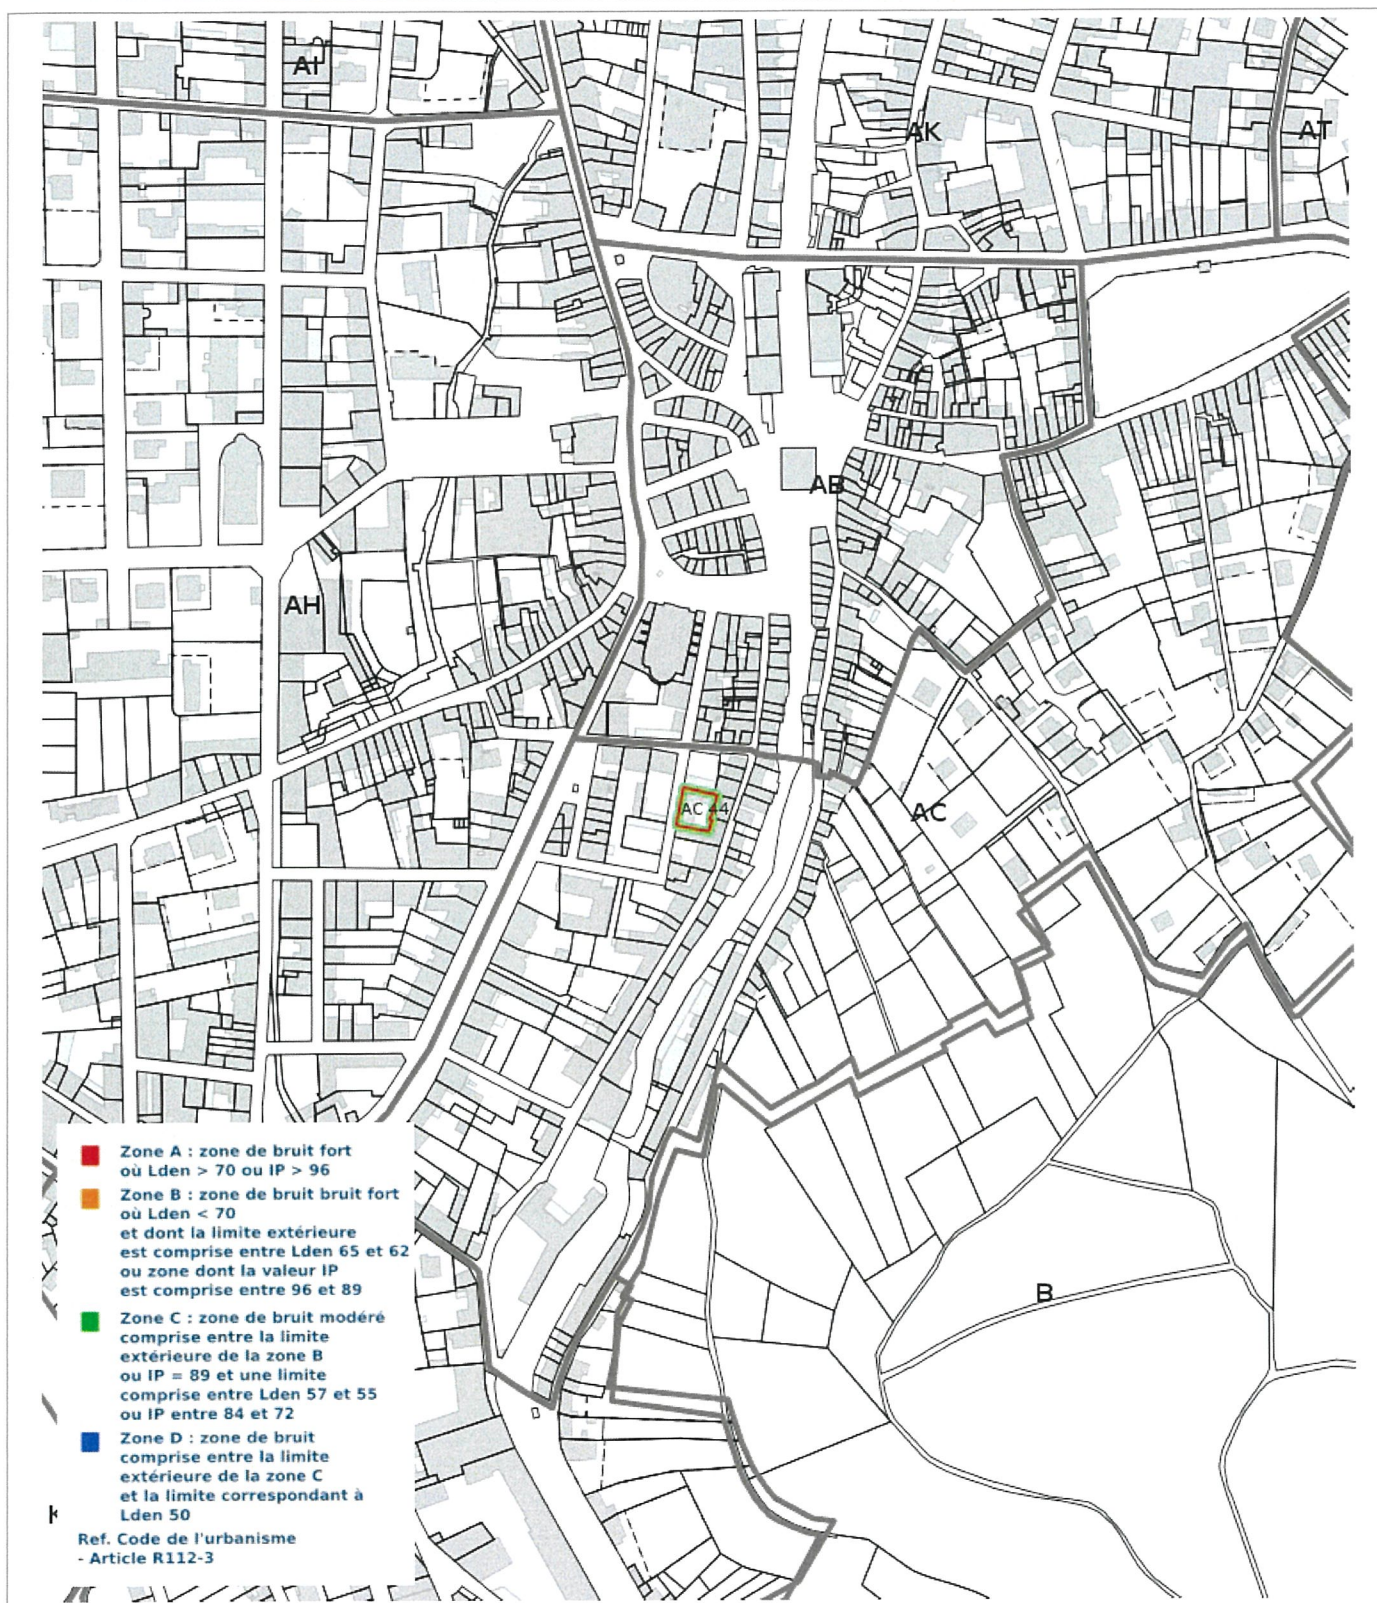 AI
AK
AT
AB
AH
AC 44
AC
B
Zone A : zone de bruit fort
où Lden > 70 ou IP > 96
Zone B : zone de bruit bruit fort
où Lden < 70
et dont la limite extérieure
est comprise entre Lden 65 et 62
ou zone dont la valeur IP
est comprise entre 96 et 89
Zone C : zone de bruit modéré
comprise entre la limite
extérieure de la zone B
ou IP = 89 et une limite
comprise entre Lden 57 et 55
ou IP entre 84 et 72
Zone D : zone de bruit
comprise entre la limite
extérieure de la zone C
et la limite correspondant à
Lden 50
Ref. Code de l'urbanisme
- Article R112-3